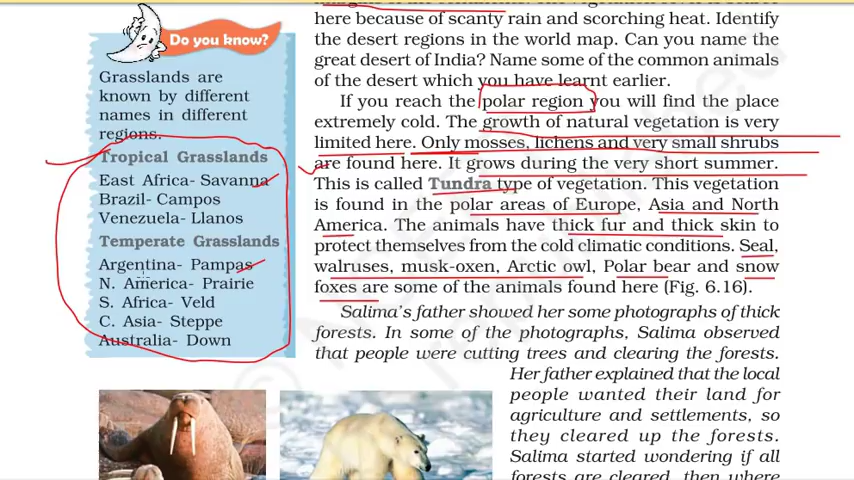 Do you know?
Grasslands are
known by different
names in different
regions.
Tropical Grasslands
East Africa- Savanna
Brazil- Campos
Venezuela- Llanos
Temperate Grasslands
Argentina- Pampas
N. America- Prairie
S. Africa- Veld
C. Asia- Steppe
Australia- Down
here because of scanty rain and scorching heat. Identify
the desert regions in the world map. Can you name the
great desert of India? Name some of the common animals
of the desert which you have learnt earlier.
If you reach the polar region you will find the place
extremely cold. The growth of natural vegetation is very
limited here. Only mosses, lichens and very small shrubs
are found here. It grows during the very short summer.
This is called Tundra type of vegetation. This vegetation
is found in the polar areas of Europe, Asia and North
America. The animals have thick fur and thick skin to
protect themselves from the cold climatic conditions. Seal,
walruses, musk-oxen, Arctic owl, Polar bear and snow
foxes are some of the animals found here (Fig. 6.16).
Salima's father showed her some photographs of thick
forests. In some of the photographs, Salima observed
that people were cutting trees and clearing the forests.
Her father explained that the local
people wanted their land for
agriculture and settlements, so
they cleared up the forests.
Salima started wondering if all
forests are cleared, then where